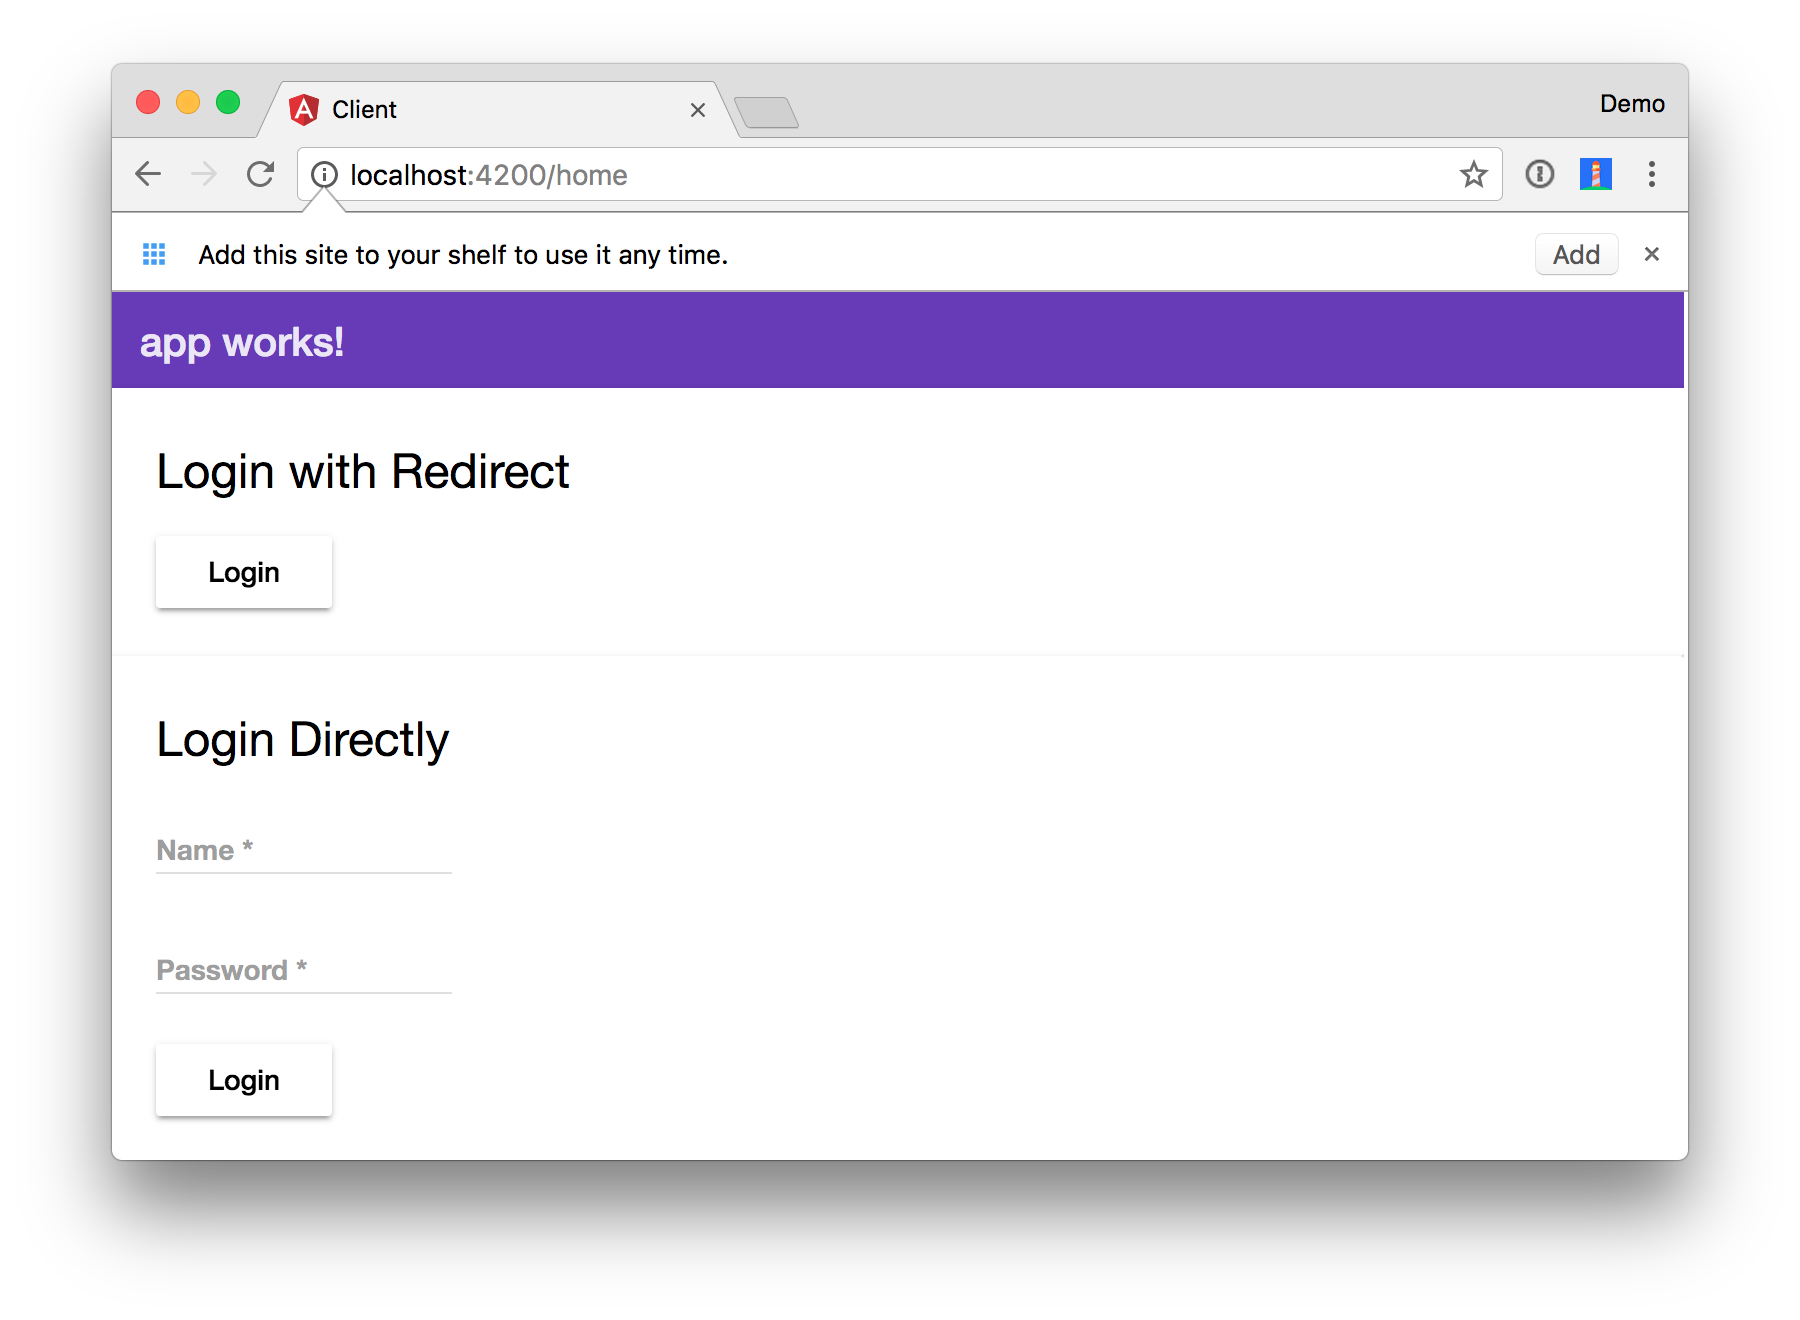 Client
Demo
localhost:4200/home
Add this site to your shelf to use it any time.
Add
app works!
Login with Redirect
Login
Login Directly
Name *
Password *
Login